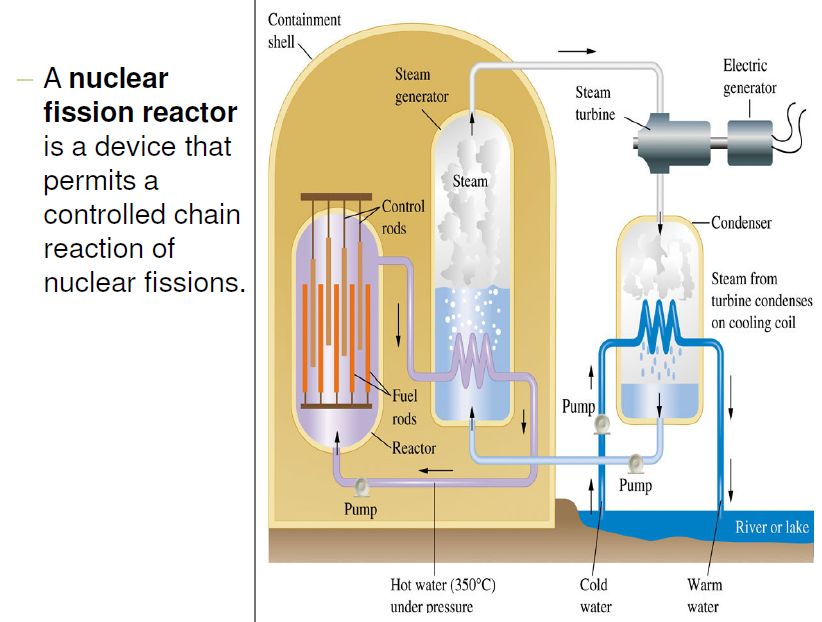 – A nuclear
fission reactor
is a device that
permits a
controlled chain
reaction of
nuclear fissions.
Containment
shell
Steam
generator
Steam
Control
rods
Fuel
rods
Reactor
Pump
Hot water (350°C)
under pressure
Steam
turbine
Electric
generator
Condenser
Steam from
turbine condenses
on cooling coil
Pump
Pump
River or lake
Cold
water
Warm
water